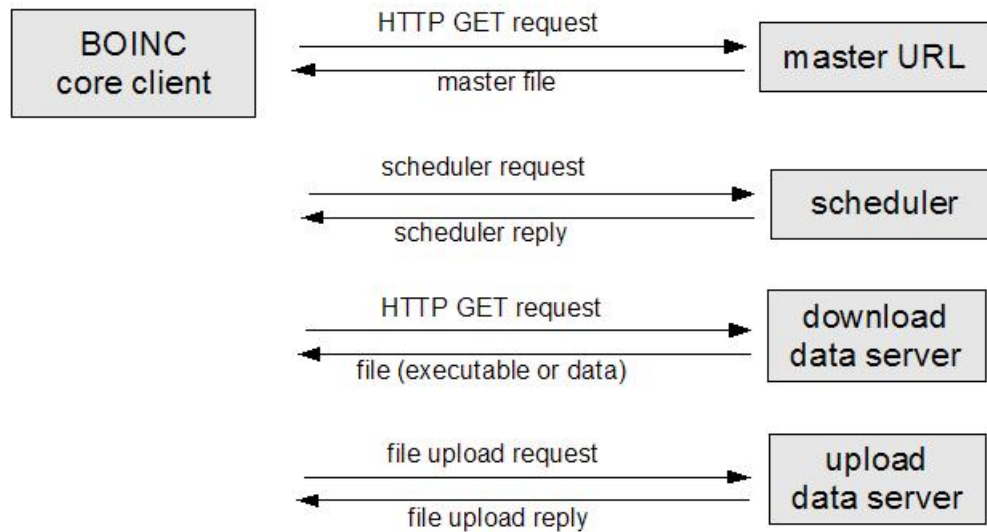 BOINC
core client
HTTP GET request
master file
master URL
scheduler request
scheduler reply
scheduler
HTTP GET request
file (executable or data)
download
data server
file upload request
file upload reply
upload
data server